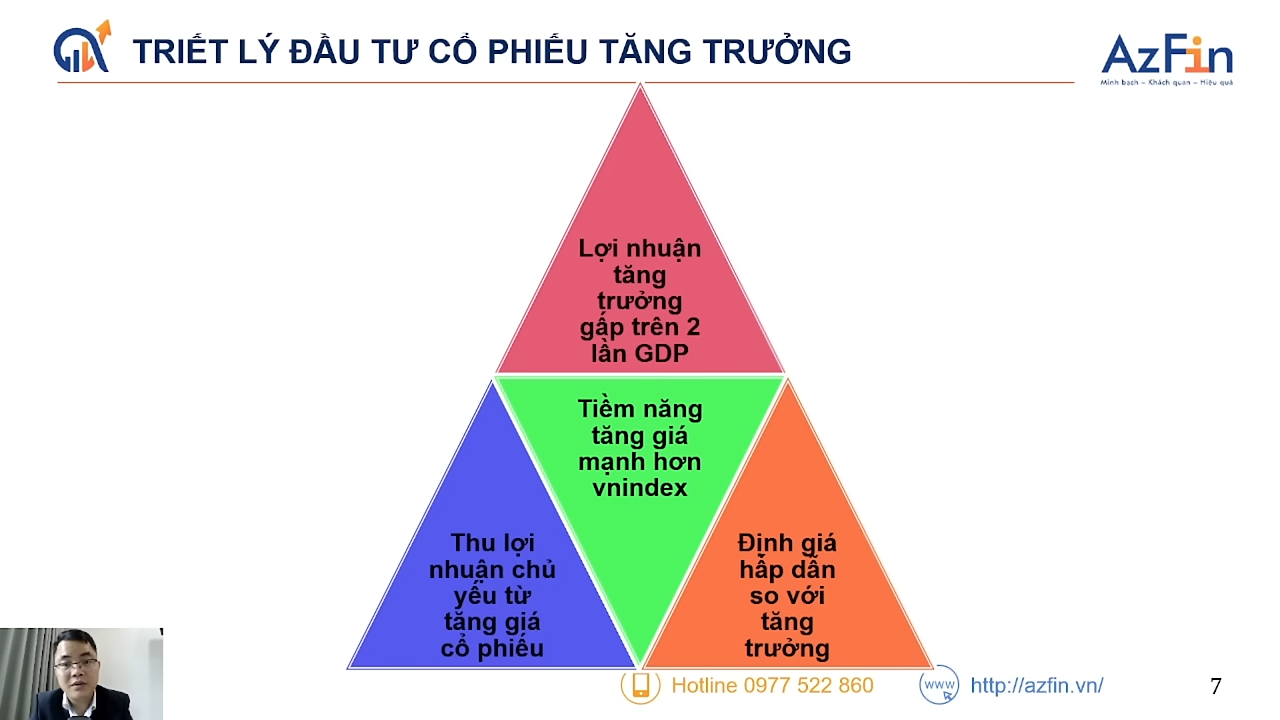 TRIẾT LÝ ĐẦU TƯ CỔ PHIẾU TĂNG TRƯỞNG
AzFin
Minh bạch – Khách quan – Hiệu quả
Lợi nhuận
tăng
trưởng
gấp trên 2
lần GDP
Tiềm năng
tăng giá
mạnh hơn
vnindex
Thu lợi
nhuận chủ
yếu từ
tăng giá
cổ phiếu
Định giá
hấp dẫn
so với
tăng
trưởng
Hotline 0977 522 860
www
http://azfin.vn/
7